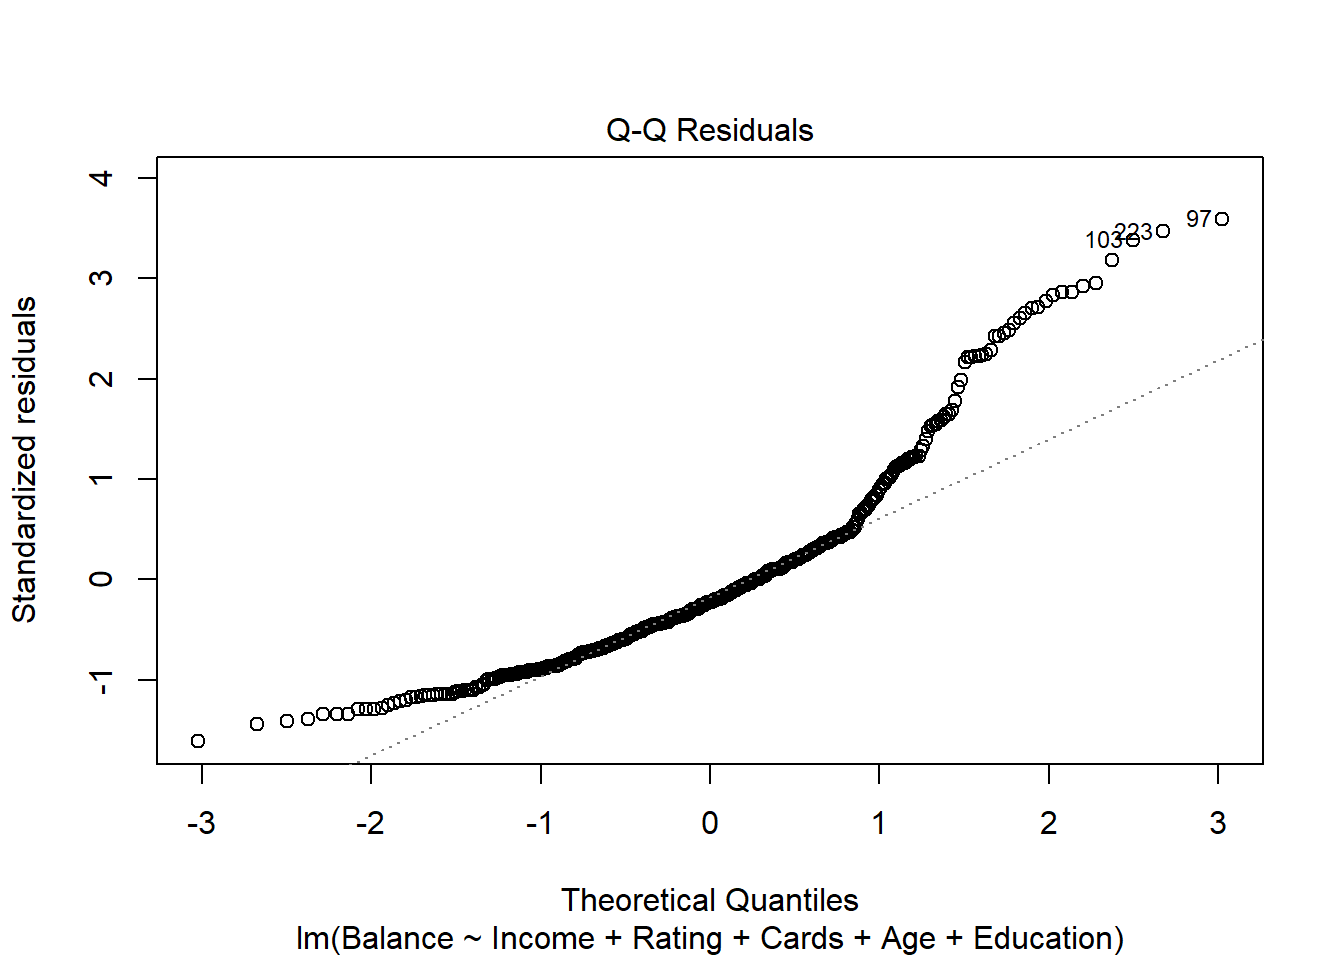 Q-Q Residuals
Standardized residuals
4
3
2
1
0
-1
103
223
97
-3 -2 -1 0 1 2 3
Theoretical Quantiles
lm(Balance ~ Income + Rating + Cards + Age + Education)